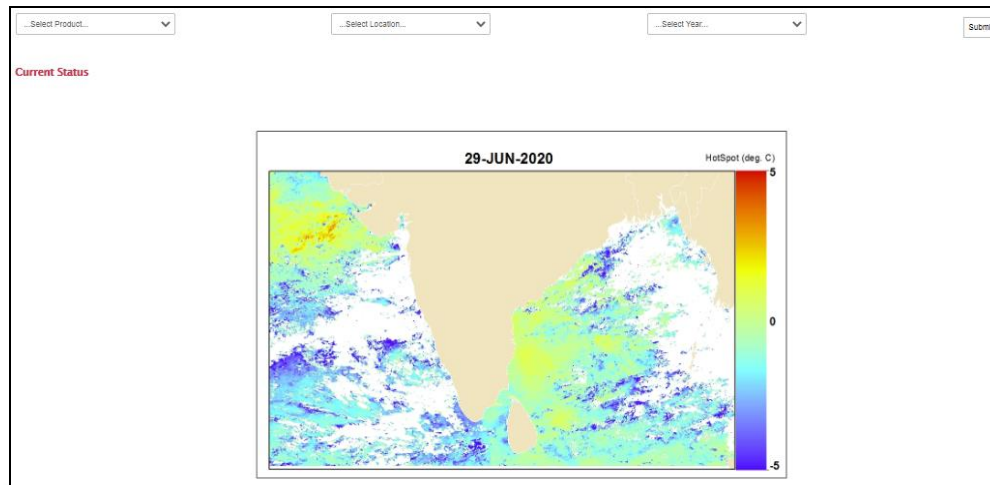 ...Select Product...
...Select Location...
...Select Year...
Submi
Current Status
29-JUN-2020
HotSpot (deg. C)
5
0
-5